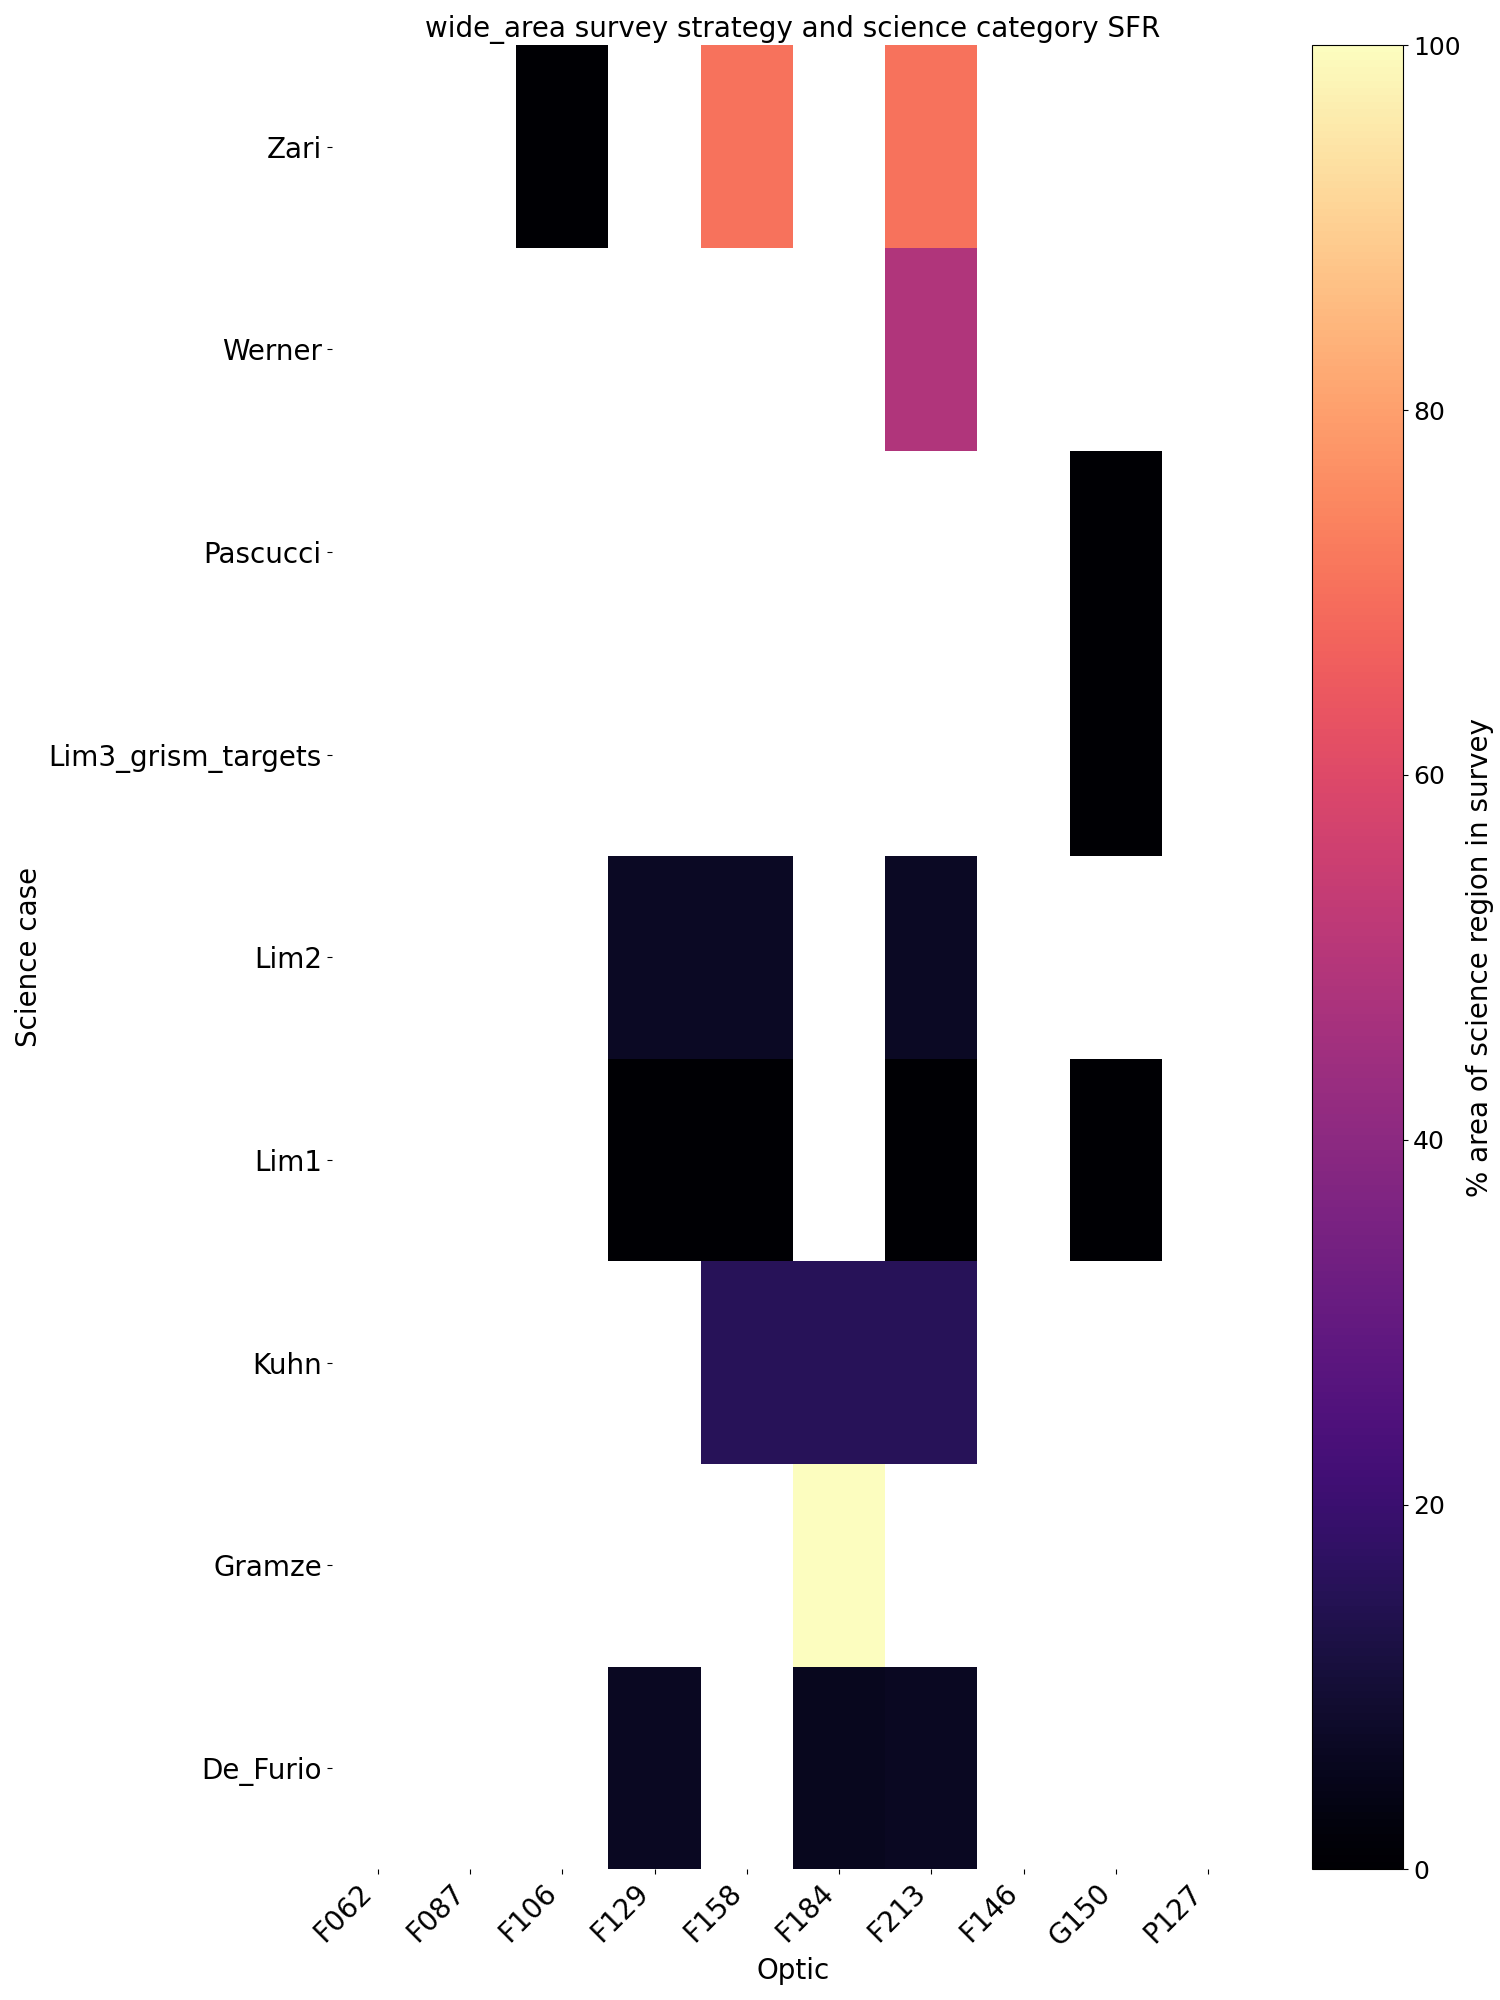 wide_area survey strategy and science category SFR
Science case
Zari
Werner
Pascucci
Lim3_grism_targets
Lim2
Lim1
Kuhn
Gramze
De_Furio
F062
F087
F106
F129
F158
F184
F213
F146
G150
P127
Optic
100
80
60
40
20
0
% area of science region in survey